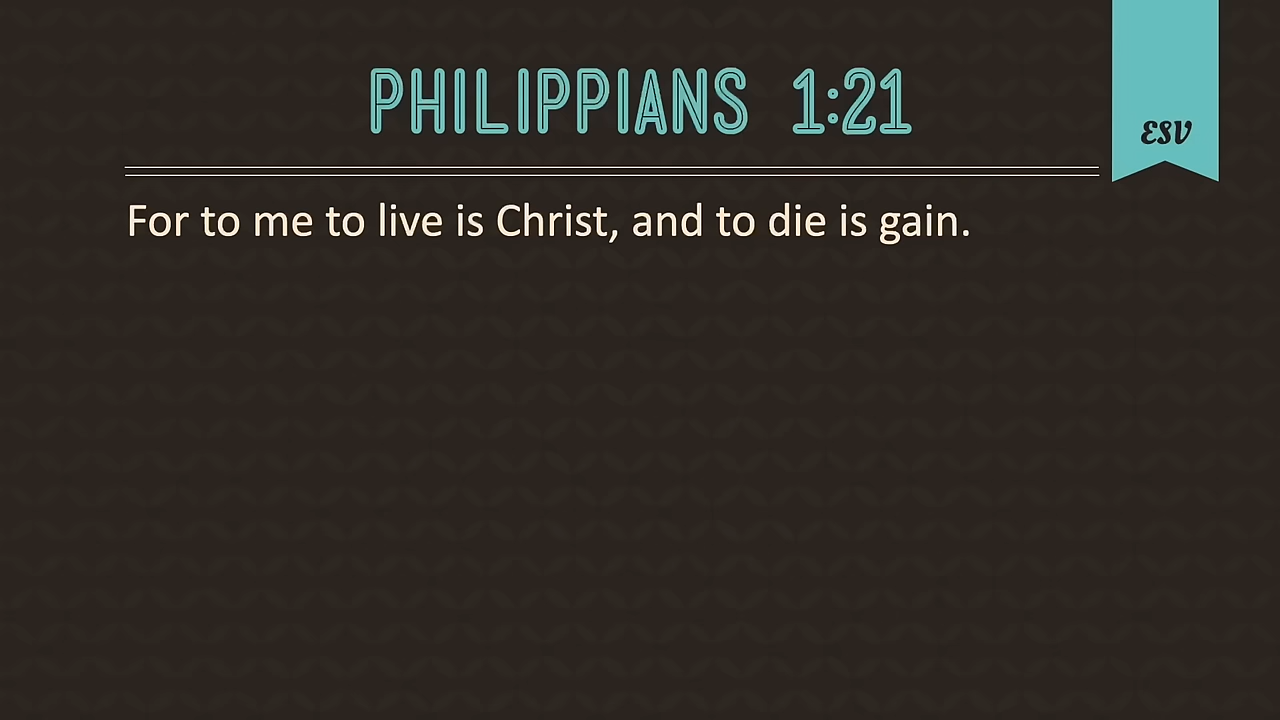 PHILIPPIANS 1:21
ESV
For to me to live is Christ, and to die is gain.